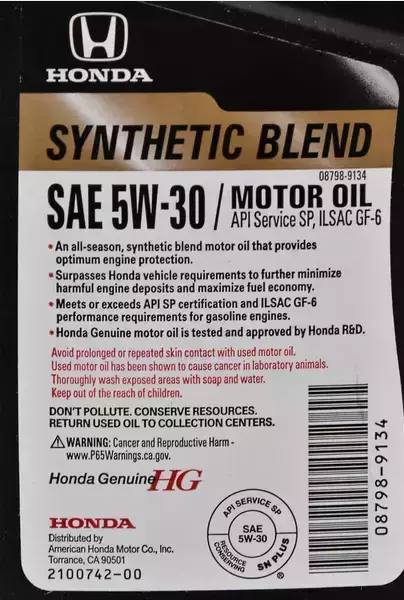 HONDA
SYNTHETIC BLEND
08798-9134
SAE 5W-30 / MOTOR OIL
API Service SP, ILSAC GF-6
• An all-season, synthetic blend motor oil that provides
optimum engine protection.
• Surpasses Honda vehicle requirements to further minimize
harmful engine deposits and maximize fuel economy.
• Meets or exceeds API SP certification and ILSAC GF-6
performance requirements for gasoline engines.
• Honda Genuine motor oil is tested and approved by Honda R&D.
Avoid prolonged or repeated skin contact with used motor oil.
Used motor oil has been shown to cause cancer in laboratory animals.
Thoroughly wash exposed areas with soap and water.
Keep out of the reach of children.
DON'T POLLUTE. CONSERVE RESOURCES.
RETURN USED OIL TO COLLECTION CENTERS.
⚠ WARNING: Cancer and Reproductive Harm -
www.P65Warnings.ca.gov.
Honda Genuine HG
API SERVICE SP
SAE
5W-30
RESOURCE
CONSERVING
SN PLUS
®
08798-9134
HONDA
Distributed by
American Honda Motor Co., Inc.
Torrance, CA 90501
2100742-00